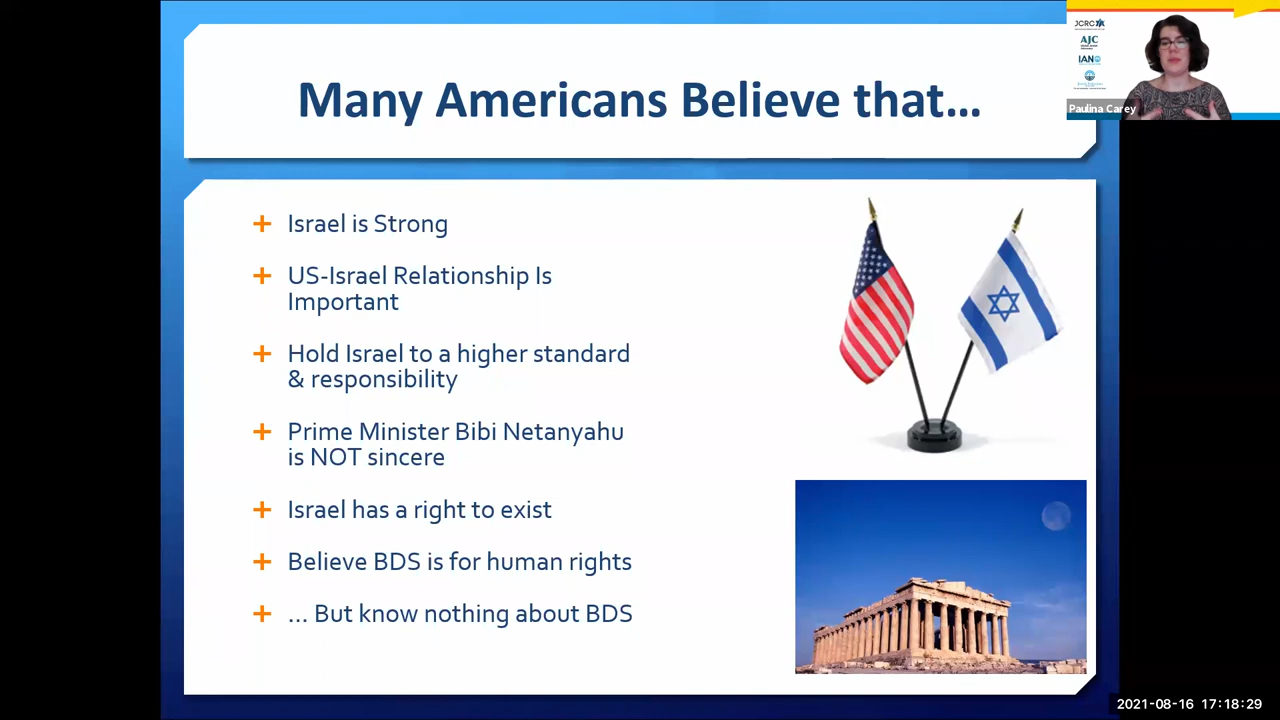 Many Americans Believe that...
Israel is Strong
US-Israel Relationship Is
Important
Hold Israel to a higher standard
& responsibility
Prime Minister Bibi Netanyahu
is NOT sincere
Israel has a right to exist
Believe BDS is for human rights
... But know nothing about BDS
JCRC
AJC
IAN
Paulina Carey
2021-08-16 17:18:29